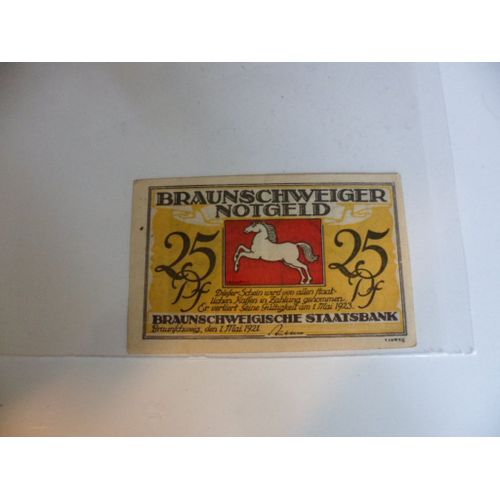 BRAUNSCHWEIGER
NOTGELD
25 Pf
25 Pf
Dieser Schein wird von allen staat-
lichen Kassen in Zahlung genommen.
Er verliert seine Gültigkeit am 1. Mai 1923.
BRAUNSCHWEIGISCHE STAATSBANK
Braunschweig, den 1. Mai 1921.